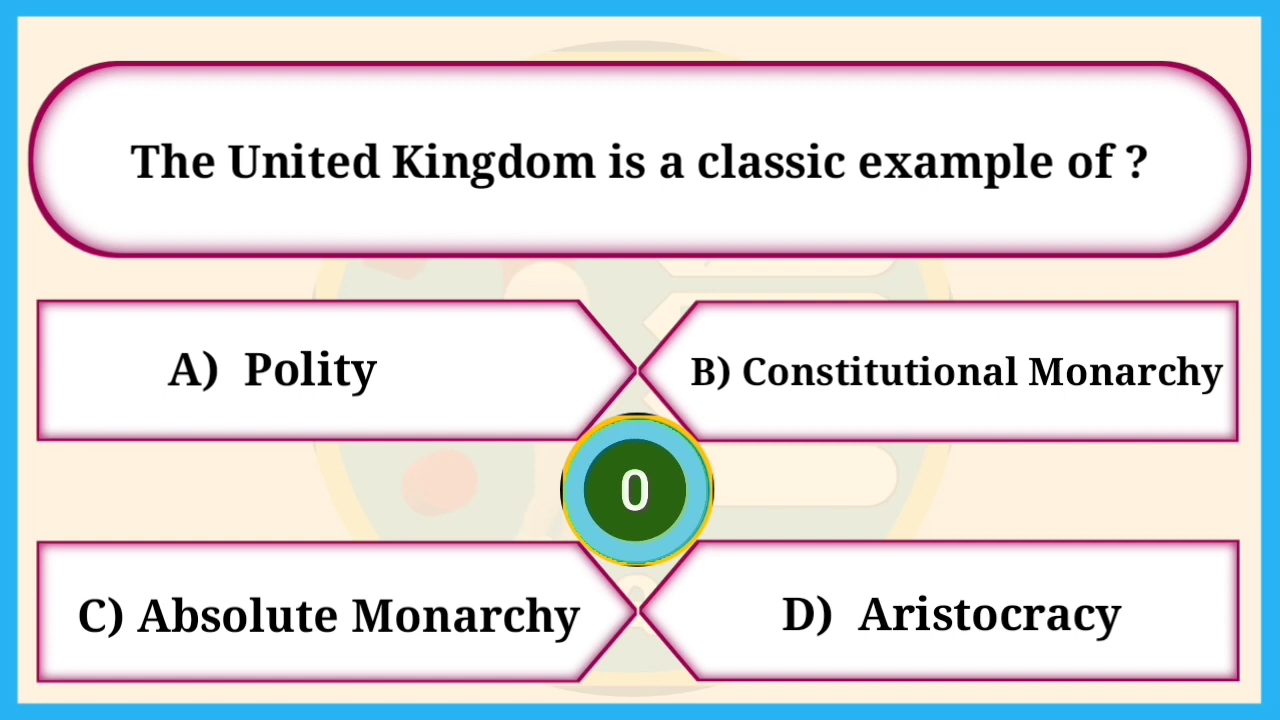 The United Kingdom is a classic example of ?
A) Polity
B) Constitutional Monarchy
0
C) Absolute Monarchy
D) Aristocracy